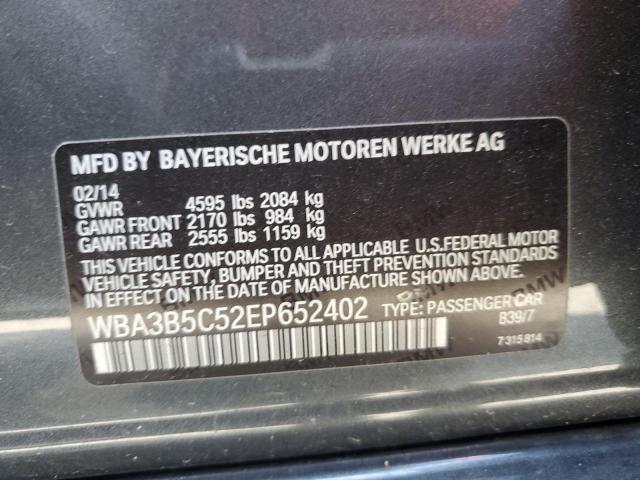 MFD BY BAYERISCHE MOTOREN WERKE AG
02/14
GVWR 4595 lbs 2084 kg
GAWR FRONT 2170 lbs 984 kg
GAWR REAR 2555 lbs 1159 kg
THIS VEHICLE CONFORMS TO ALL APPLICABLE U.S.FEDERAL MOTOR
VEHICLE SAFETY, BUMPER AND THEFT PREVENTION STANDARDS
IN EFFECT ON THE DATE OF MANUFACTURE SHOWN ABOVE.
WBA3B5C52EP652402 TYPE: PASSENGER CAR
B39/7
7315814